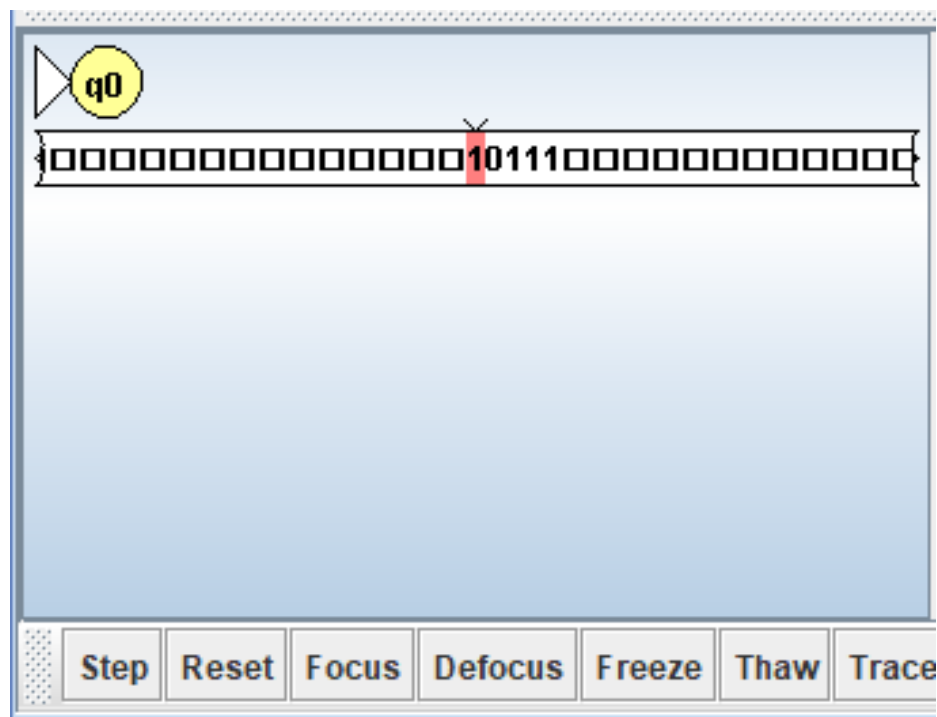 q0
□□□□□□□□□□□□□□10111□□□□□□□□□□□□
Step Reset Focus Defocus Freeze Thaw Trace